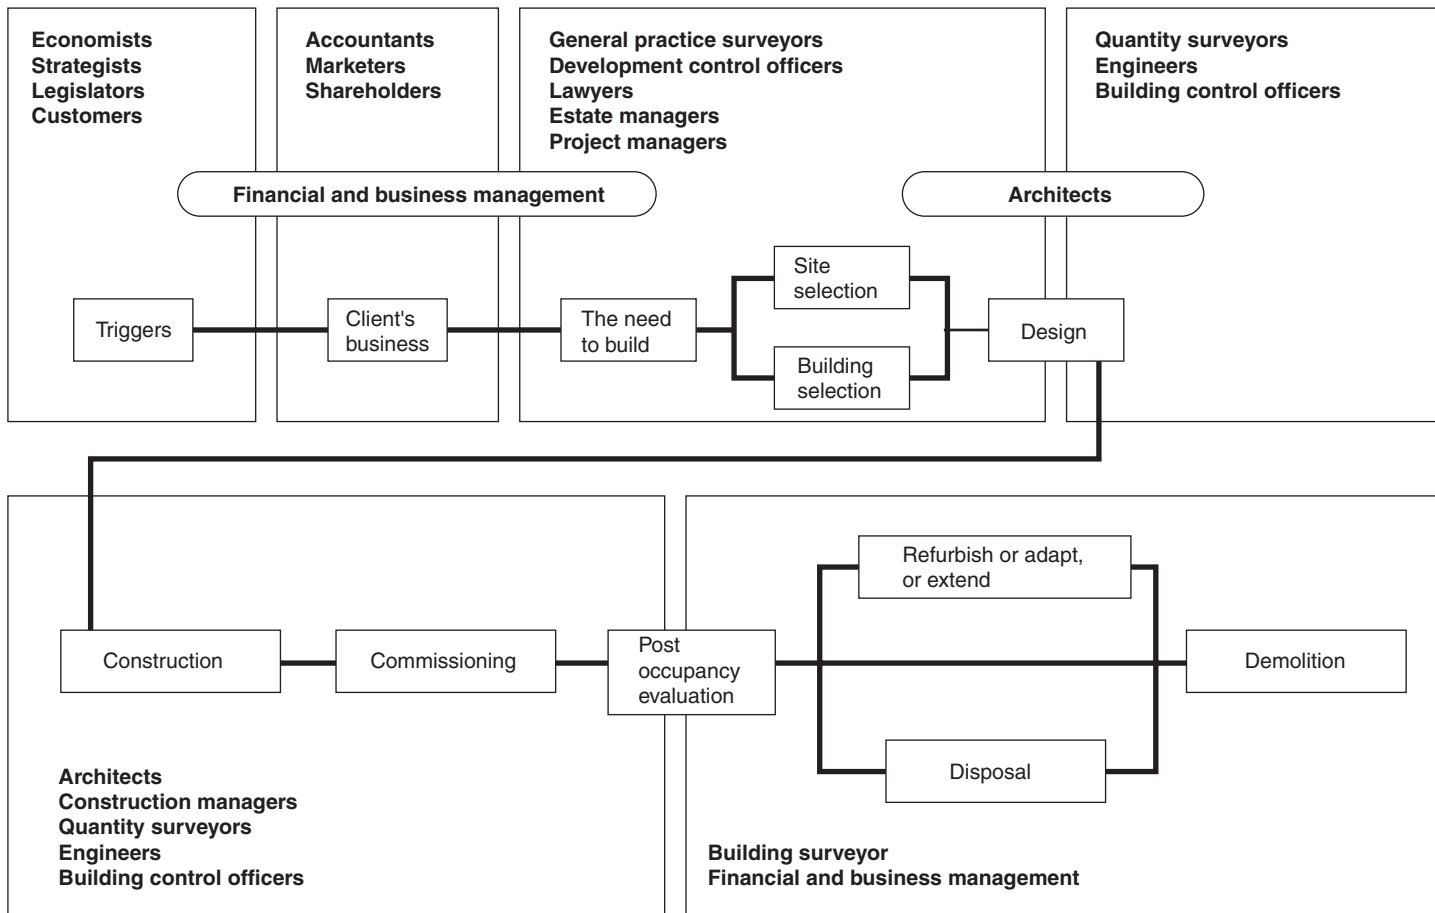 Economists
Strategists
Legislators
Customers
Accountants
Marketers
Shareholders
General practice surveyors
Development control officers
Lawyers
Estate managers
Project managers
Quantity surveyors
Engineers
Building control officers
Financial and business management
Architects
Triggers
Client's
business
The need
to build
Site
selection
Building
selection
Design
Construction
Commissioning
Post
occupancy
evaluation
Refurbish or adapt,
or extend
Disposal
Demolition
Architects
Construction managers
Quantity surveyors
Engineers
Building control officers
Building surveyor
Financial and business management